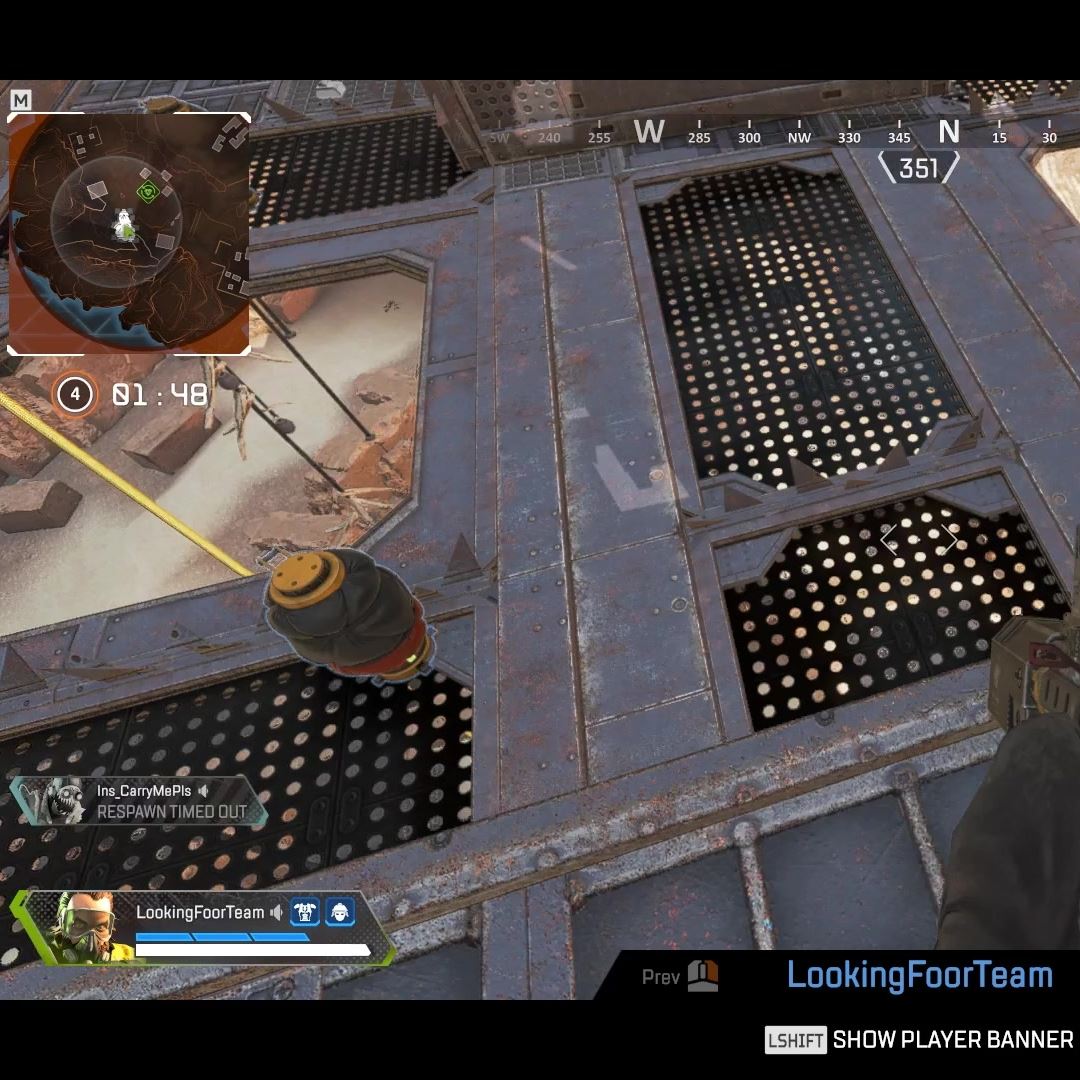 M
SW 240 255 W 285 300 NW 330 345 N 15 30
351
4 01:48
Ins_CarryMePls
RESPAWN TIMED OUT
LookingFoorTeam
Prev LookingFoorTeam
LSHIFT SHOW PLAYER BANNER